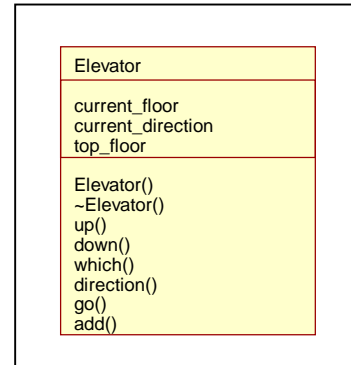 Elevator
current_floor
current_direction
top_floor
Elevator()
~Elevator()
up()
down()
which()
direction()
go()
add()